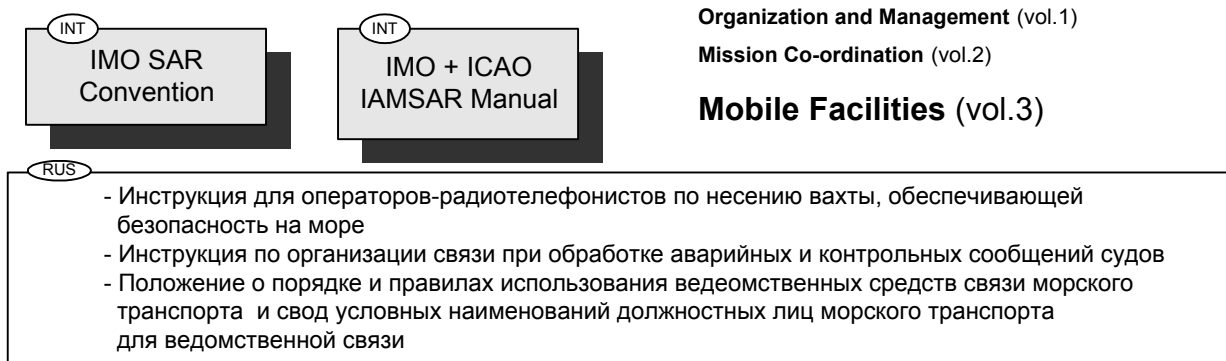 INT
IMO SAR
Convention
INT
IMO + ICAO
IAMSAR Manual
Organization and Management (vol.1)
Mission Co-ordination (vol.2)
Mobile Facilities (vol.3)
RUS
- Инструкция для операторов-радиотелефонистов по несению вахты, обеспечивающей
безопасность на море
- Инструкция по организации связи при обработке аварийных и контрольных сообщений судов
- Положение о порядке и правилах использования ведеомственных средств связи морского
транспорта и свод условных наименований должностных лиц морского транспорта
для ведомственной связи